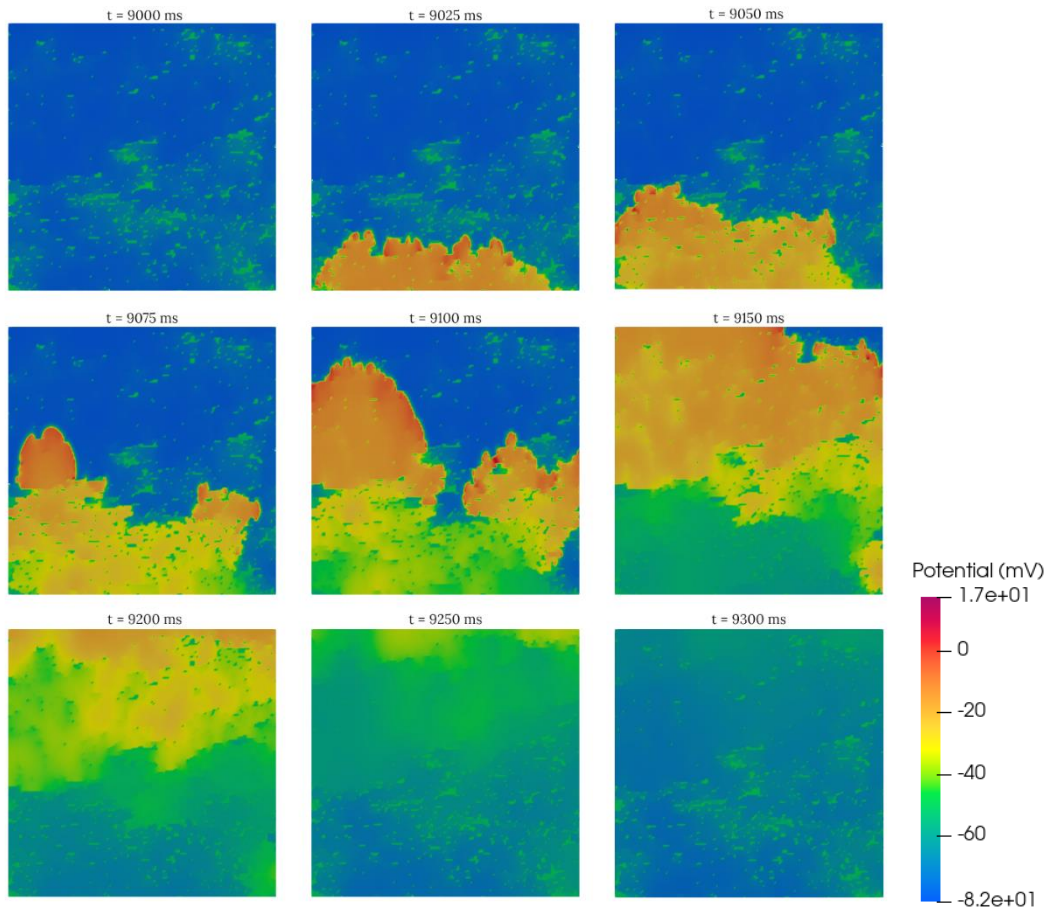 t = 9000 ms
t = 9025 ms
t = 9050 ms
t = 9075 ms
t = 9100 ms
t = 9150 ms
t = 9200 ms
t = 9250 ms
t = 9300 ms
Potential (mV)
1.7e+01
0
-20
-40
-60
-8.2e+01